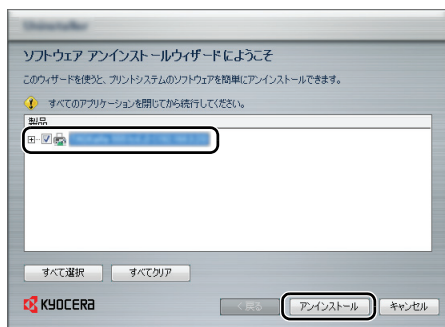 ソフトウェア アンインストールウィザードにようこそ
このウィザードを使うと、プリントシステムのソフトウェアを簡単にアンインストールできます。
すべてのアプリケーションを閉じてから続行してください。
製品
すべて選択 すべてクリア
KYOCERA < 戻る アンインストール キャンセル